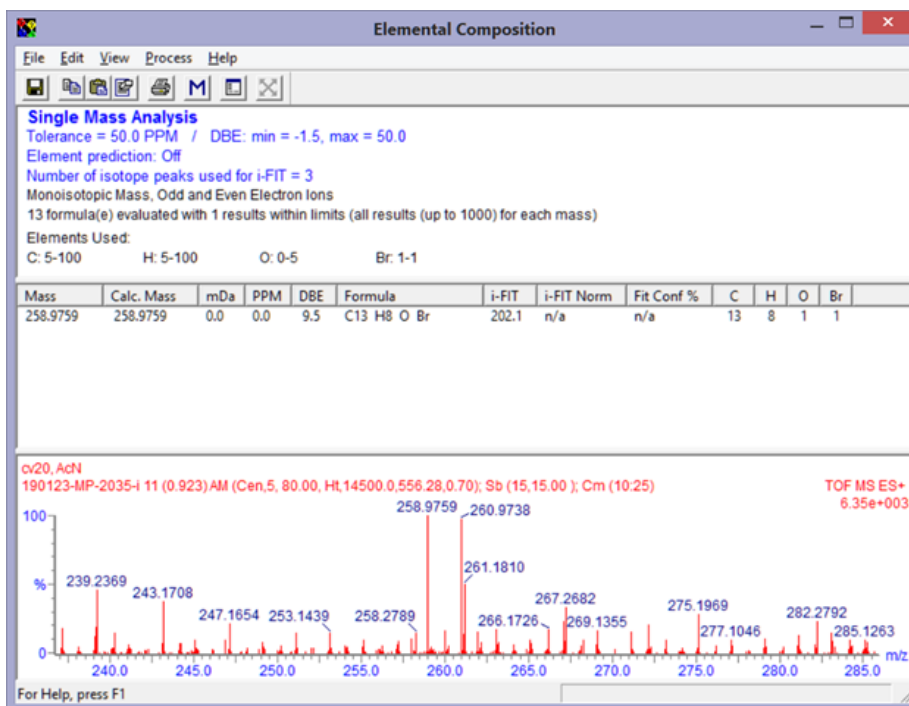 Elemental Composition
File Edit View Process Help
M
Single Mass Analysis
Tolerance = 50.0 PPM / DBE: min = -1.5, max = 50.0
Element prediction: Off
Number of isotope peaks used for i-FIT = 3
Monoisotopic Mass, Odd and Even Electron Ions
13 formula(e) evaluated with 1 results within limits (all results (up to 1000) for each mass)
Elements Used:
C: 5-100 H: 5-100 O: 0-5 Br: 1-1
Mass Calc. Mass mDa PPM DBE Formula i-FIT i-FIT Norm Fit Conf % C H O Br
258.9759 258.9759 0.0 0.0 9.5 C13 H8 O Br 202.1 n/a n/a 13 8 1 1
cv20, AcN
190123-MP-2035-i 11 (0.923) AM (Cen,5, 80.00, Ht,14500.0,556.28,0.70); Sb (15,15.00 ); Cm (10:25)
TOF MS ES+
6.35e+003
100
%
0
258.9759
260.9738
261.1810
239.2369
243.1708
247.1654
253.1439
258.2789
266.1726
267.2682
269.1355
275.1969
277.1046
282.2792
285.1263
m/z
240.0 245.0 250.0 255.0 260.0 265.0 270.0 275.0 280.0 285.0
For Help, press F1